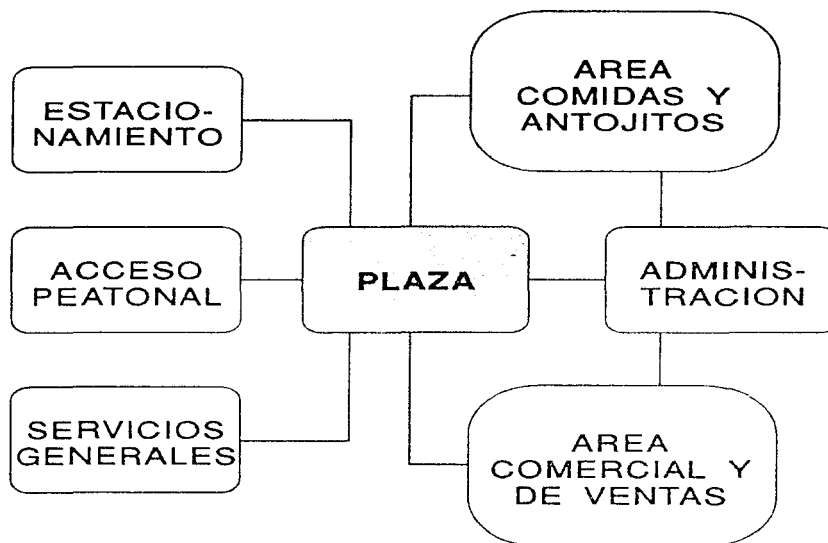 ESTACIO-
NAMIENTO
ACCESO
PEATONAL
SERVICIOS
GENERALES
PLAZA
AREA
COMIDAS Y
ANTOJITOS
ADMINIS-
TRACION
AREA
COMERCIAL Y
DE VENTAS